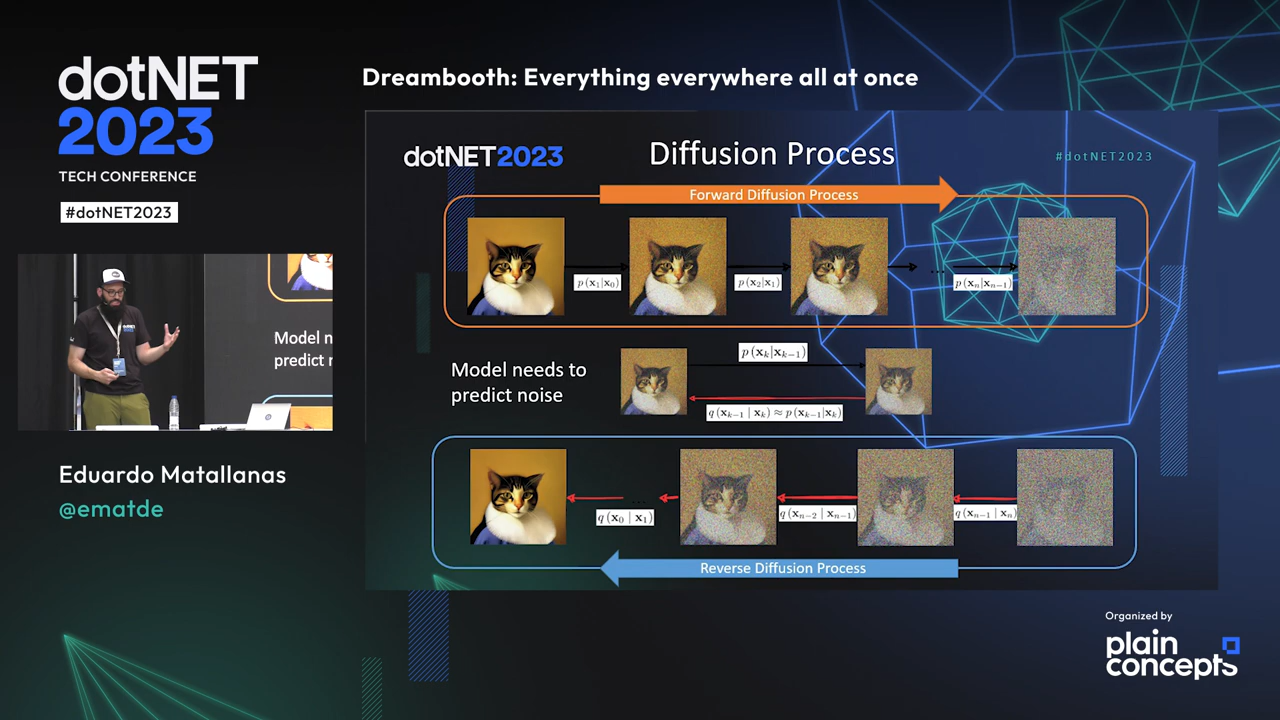 dotNET
2023
TECH CONFERENCE
#dotNET2023
Dreambooth: Everything everywhere all at once
dotNET2023
Diffusion Process
#dotNET2023
Forward Diffusion Process
p(x₁|x₀)
p(x₂|x₁)
...
p(xₙ|xₙ₋₁)
Model needs to
predict noise
p(xₖ|xₖ₋₁)
q(xₖ₋₁ | xₖ) ≈ p(xₖ₋₁|xₖ)
q(x₀ | x₁)
...
q(xₙ₋₂ | xₙ₋₁)
q(xₙ₋₁ | xₙ)
Reverse Diffusion Process
Model n
predict r
Eduardo Matallanas
@ematde
Organized by
plain
concepts